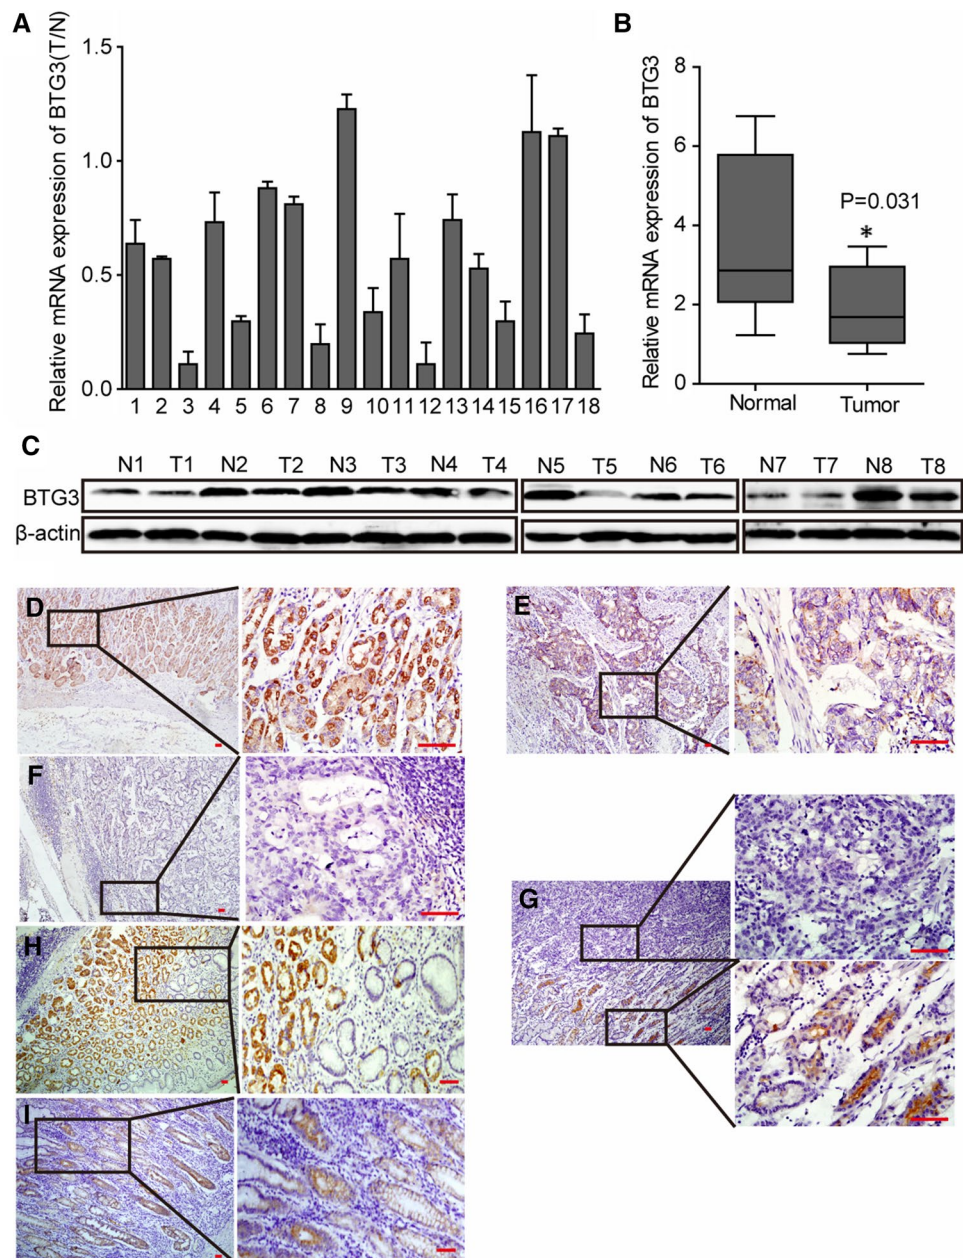 A
Relative mRNA expression of BTG3(T/N)
1.5
1.0
0.5
0.0
1 2 3 4 5 6 7 8 9 10 11 12 13 14 15 16 17 18
B
Relative mRNA expression of BTG3
8
6
4
2
0
P=0.031
*
Normal Tumor
C
N1 T1 N2 T2 N3 T3 N4 T4 N5 T5 N6 T6 N7 T7 N8 T8
BTG3
β-actin
D
E
F
G
H
I